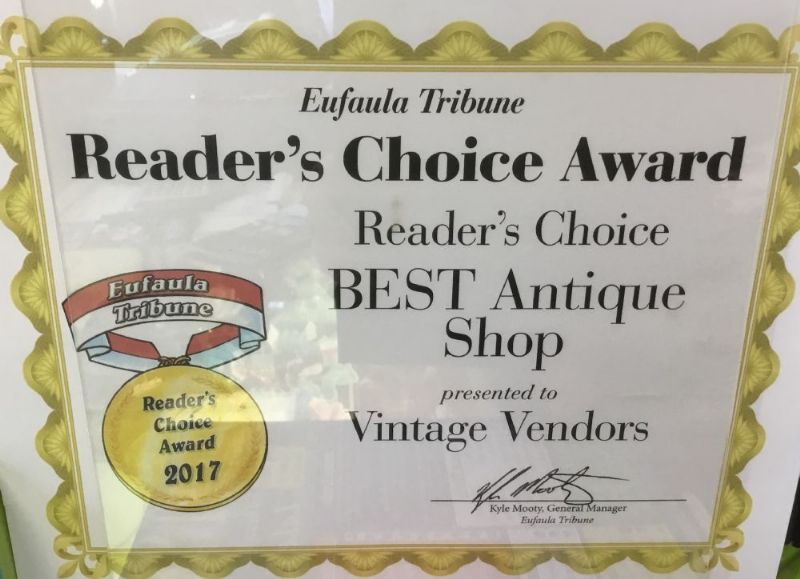 Eufaula Tribune
Reader's Choice Award
Reader's Choice
BEST Antique
Shop
presented to
Vintage Vendors
Kyle Mooty, General Manager
Eufaula Tribune
Eufaula
Tribune
Reader's
Choice
Award
2017